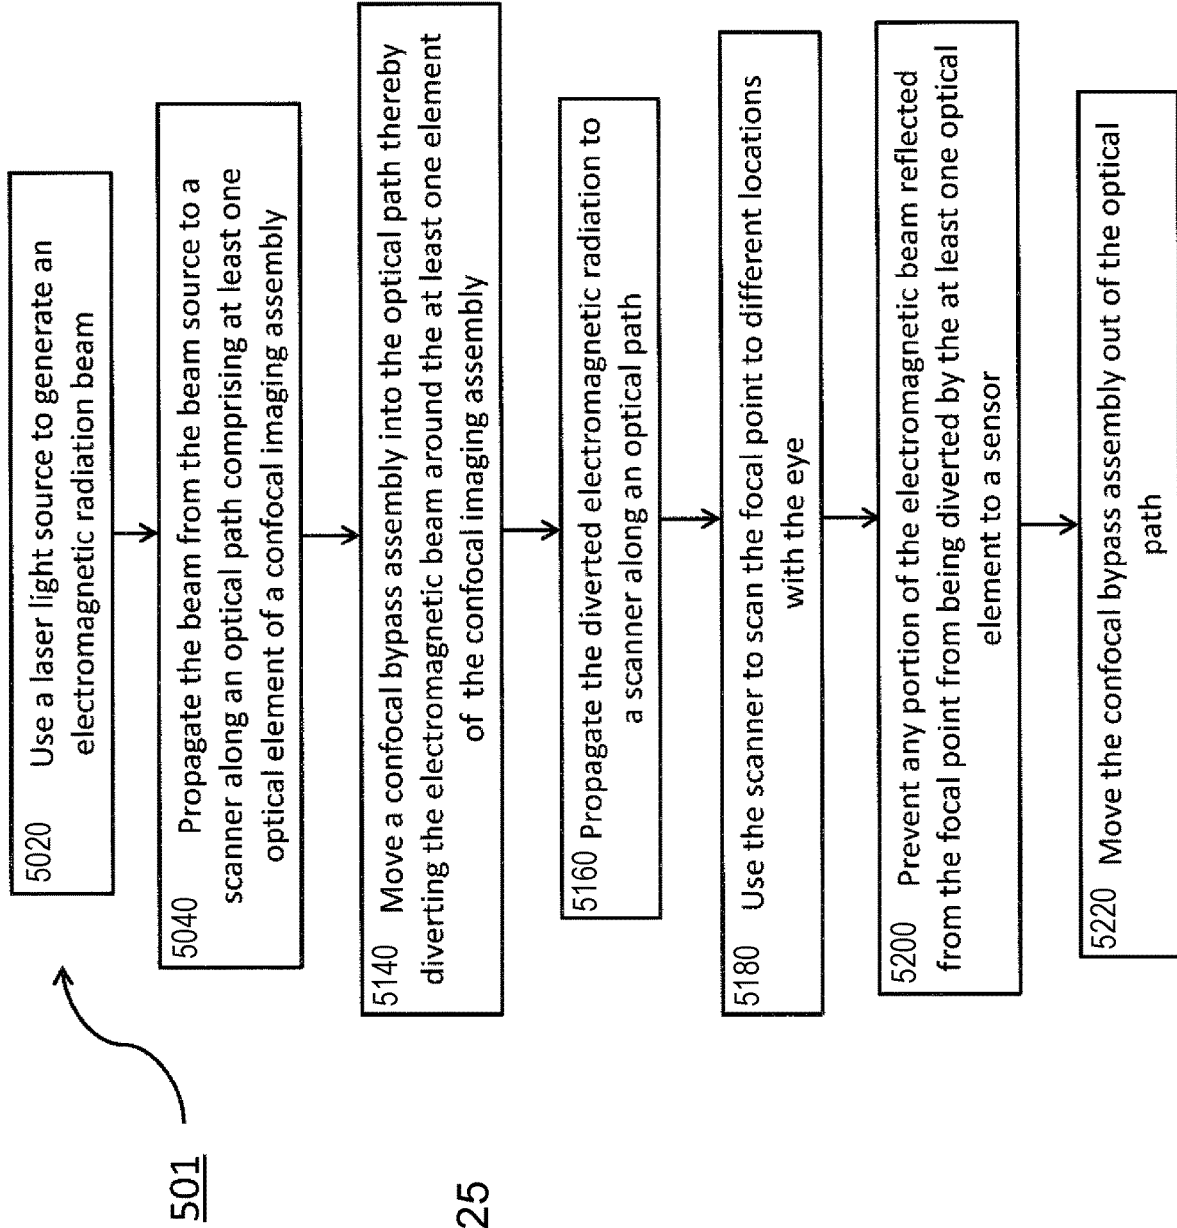 5020 Use a laser light source to generate an
electromagnetic radiation beam
5040 Propagate the beam from the beam source to a
scanner along an optical path comprising at least one
optical element of a confocal imaging assembly
5140 Move a confocal bypass assembly into the optical path thereby
diverting the electromagnetic beam around the at least one element
of the confocal imaging assembly
5160 Propagate the diverted electromagnetic radiation to
a scanner along an optical path
5180 Use the scanner to scan the focal point to different locations
with the eye
5200 Prevent any portion of the electromagnetic beam reflected
from the focal point from being diverted by the at least one optical
element to a sensor
5220 Move the confocal bypass assembly out of the optical
path
501
25